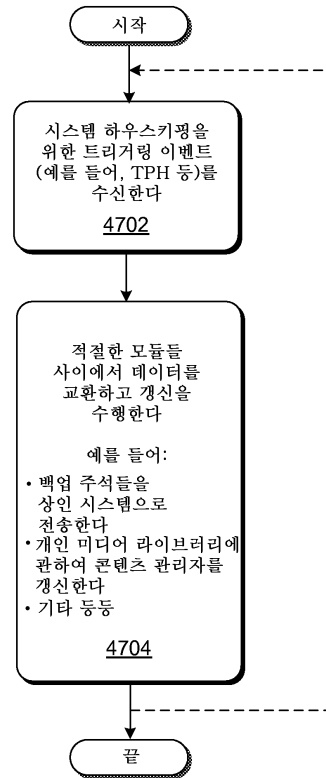 시작
시스템 하우스키핑을
위한 트리거링 이벤트
(예를 들어, TPH 등)를
수신한다
4702
적절한 모듈들
사이에서 데이터를
교환하고 갱신을
수행한다
예를 들어:
• 백업 주석들을
상인 시스템으로
전송한다
• 개인 미디어 라이브러리에
관하여 콘텐츠 관리자를
갱신한다
• 기타 등등
4704
끝